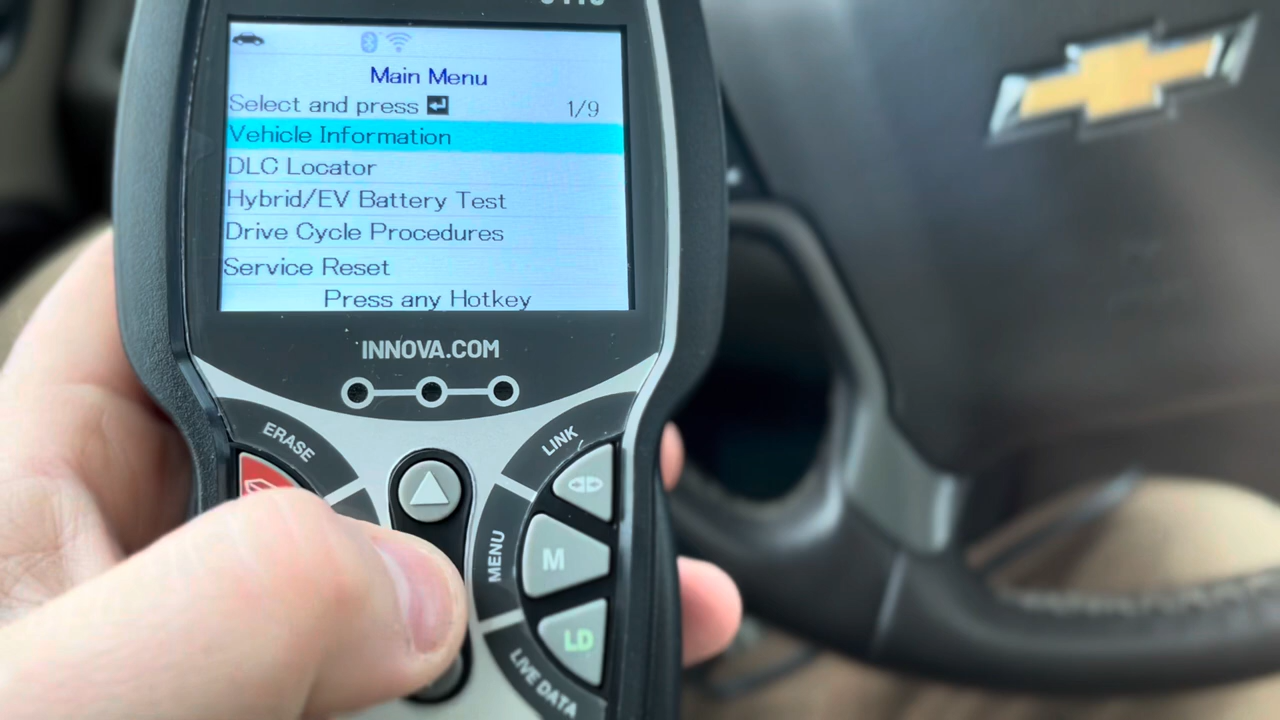 Main Menu
Select and press
1/9
Vehicle Information
DLC Locator
Hybrid/EV Battery Test
Drive Cycle Procedures
Service Reset
Press any Hotkey
INNOVA.COM
ERASE
LINK
MENU
M
LD
LIVE DATA